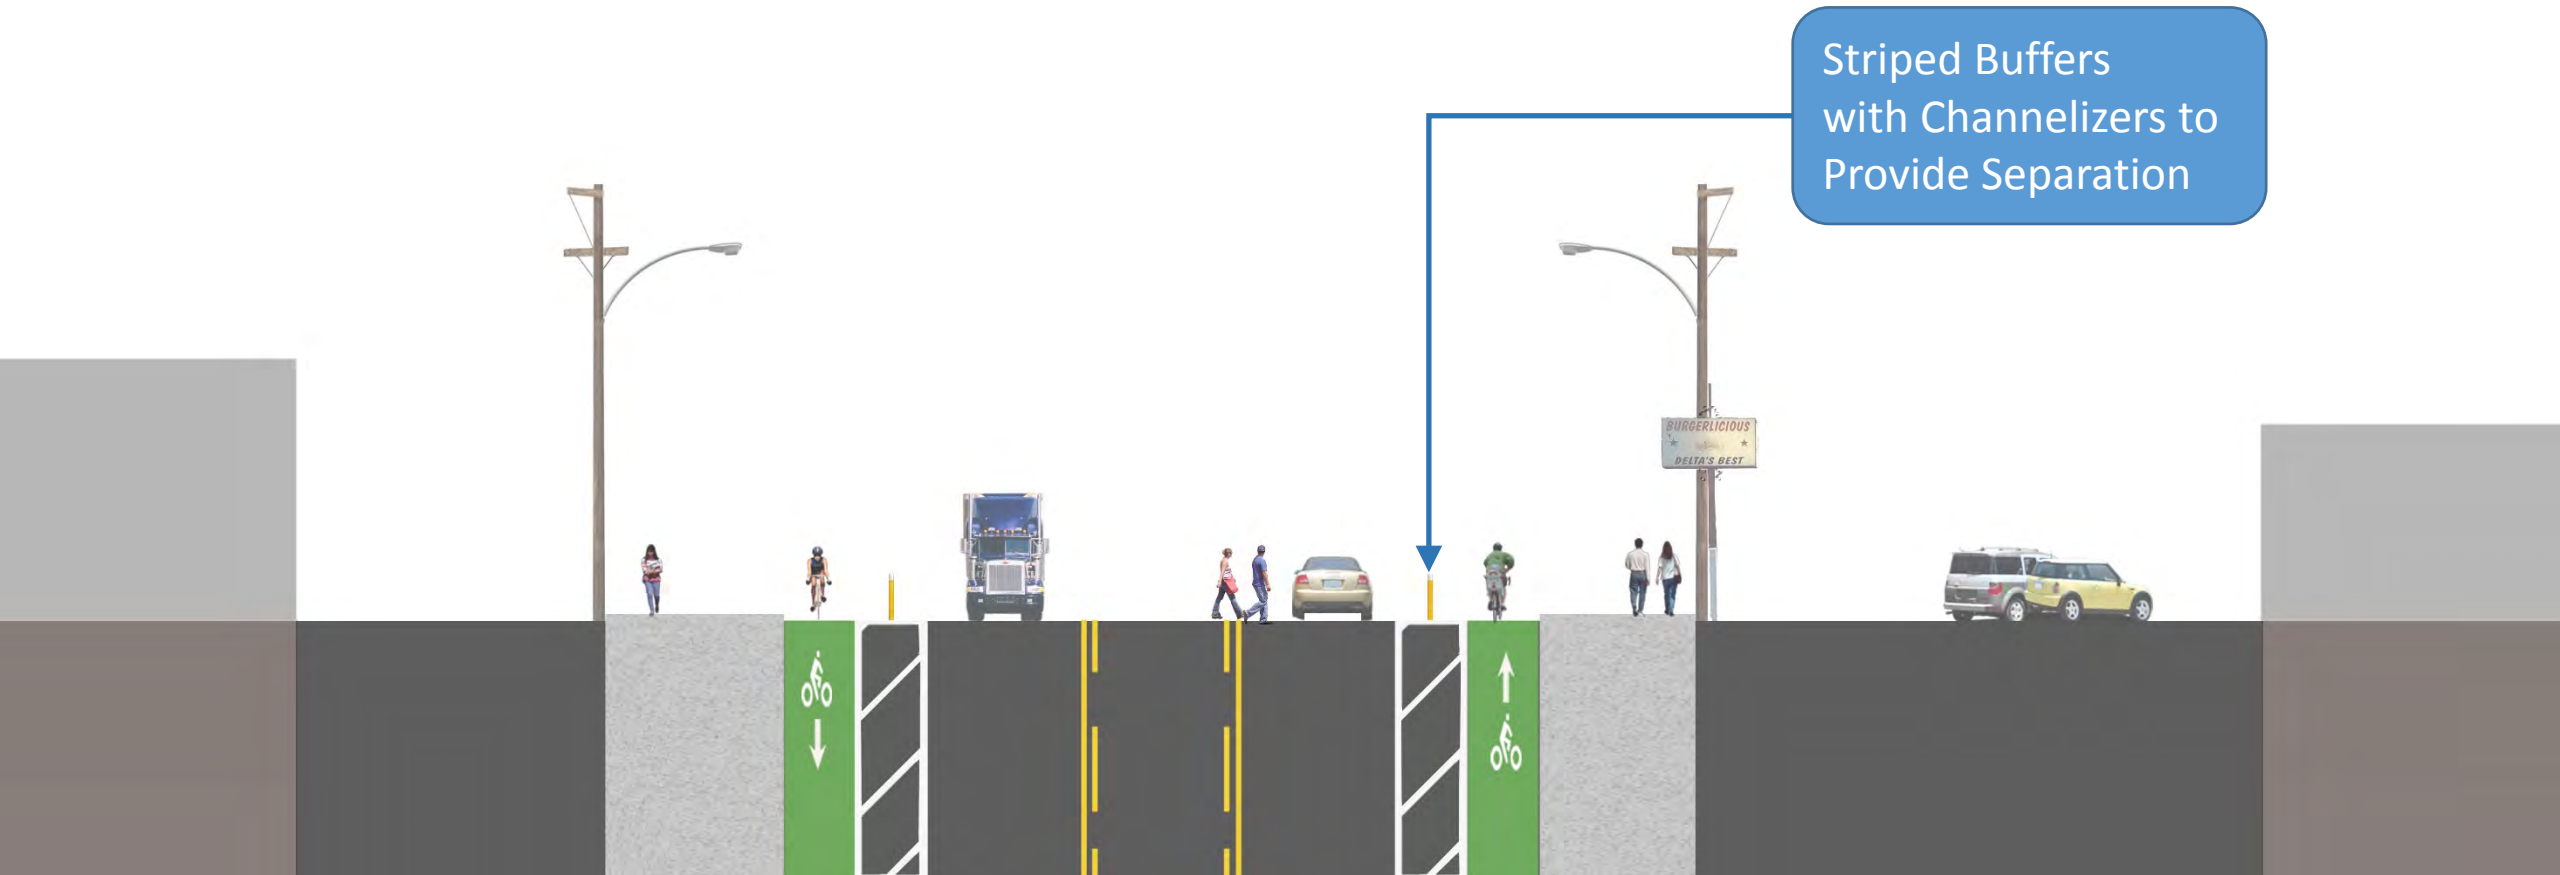 Striped Buffers
with Channelizers to
Provide Separation
BURGERLICIOUS
DELTA'S BEST